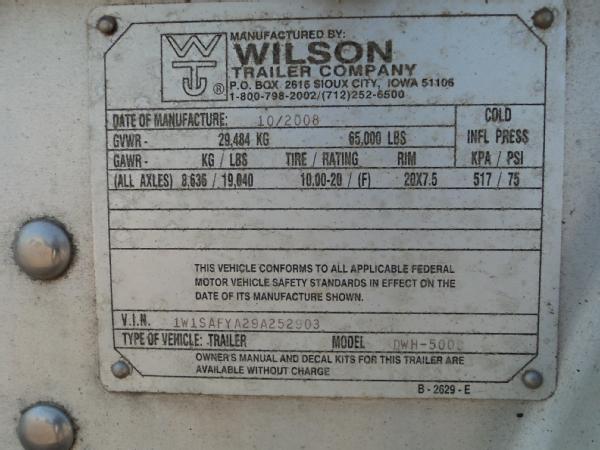 MANUFACTURED BY:
WILSON
TRAILER COMPANY
P.O. BOX 2616 SIOUX CITY, IOWA 51106
1-800-798-2002/(712)252-6500
WT ®
DATE OF MANUFACTURE: 10/2008
COLD
INFL PRESS
KPA / PSI
GVWR - 29,484 KG 65,000 LBS
GAWR - KG / LBS TIRE / RATING RIM
(ALL AXLES) 8,636 / 19,040 10.00-20 / (F) 20X7.5 517 / 75
THIS VEHICLE CONFORMS TO ALL APPLICABLE FEDERAL
MOTOR VEHICLE SAFETY STANDARDS IN EFFECT ON THE
DATE OF ITS MANUFACTURE SHOWN.
V.I.N. 1W1SAFYA29A252903
TYPE OF VEHICLE: TRAILER MODEL DWH-500
OWNER'S MANUAL AND DECAL KITS FOR THIS TRAILER ARE
AVAILABLE WITHOUT CHARGE
B - 2629 - E